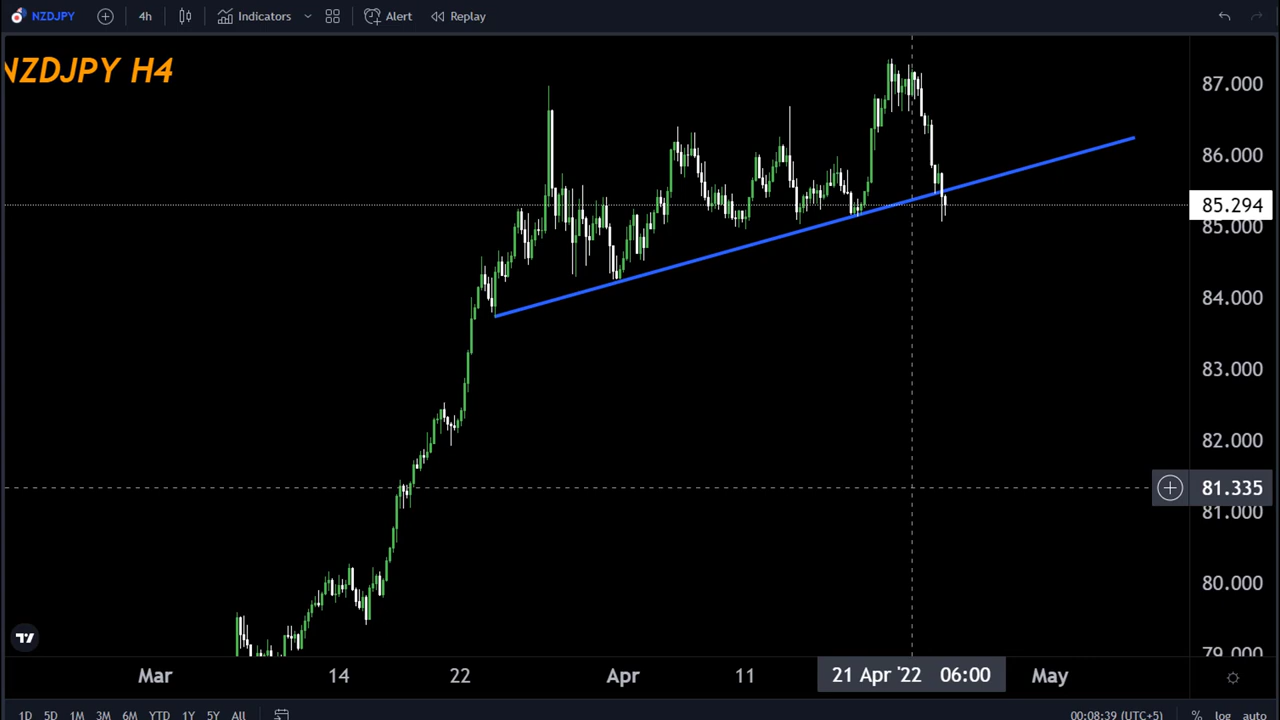 NZDJPY 4h Indicators Alert Replay
NZDJPY H4
87.000
86.000
85.294
85.000
84.000
83.000
82.000
81.335
81.000
80.000
79.000
Mar 14 22 Apr 11 21 Apr '22 06:00 May
1D 5D 1M 3M 6M YTD 1Y 5Y All 00:08:39 (UTC+5) % log auto